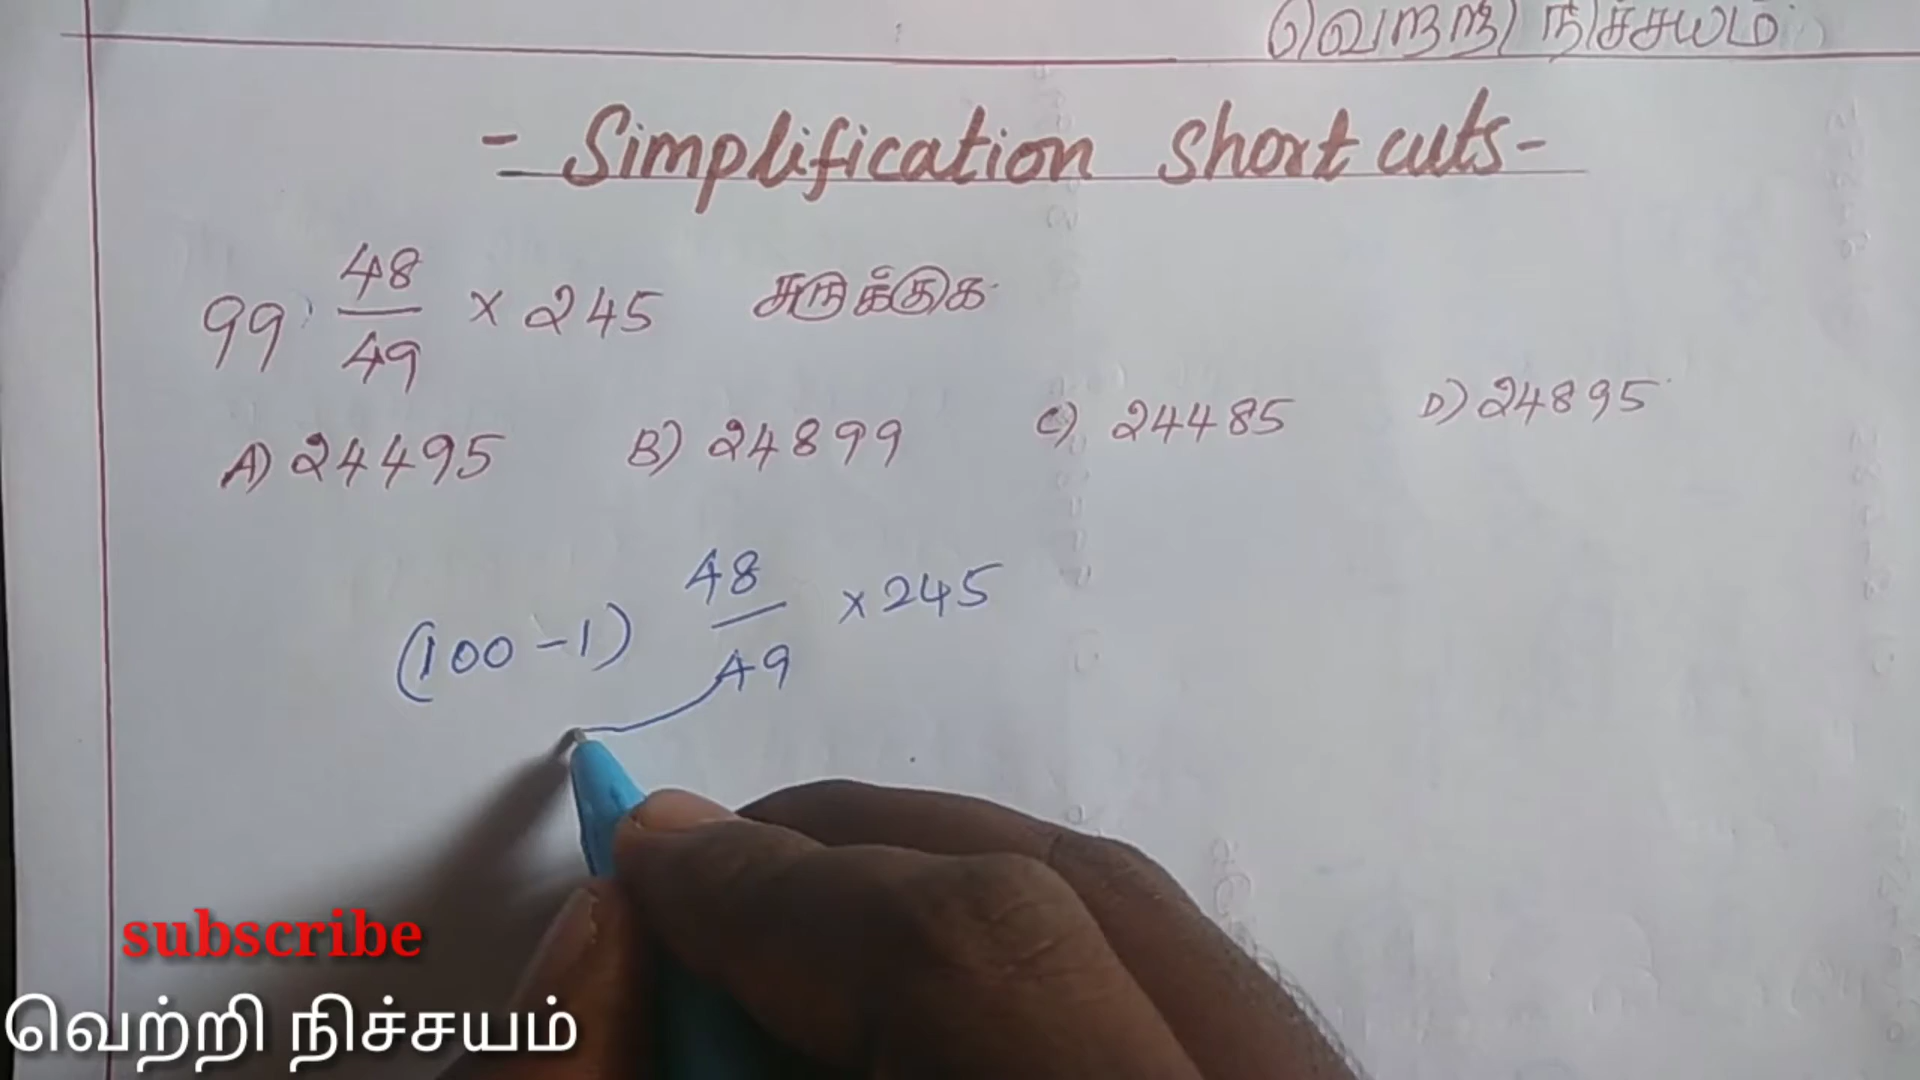 வெற்றி நிச்சயம்
- Simplification Short cuts -
99 48/49 × 245 சுருக்குக
A) 24495 B) 24899 C) 24485 D) 24895
(100 - 1) 48/49 × 245
subscribe
வெற்றி நிச்சயம்